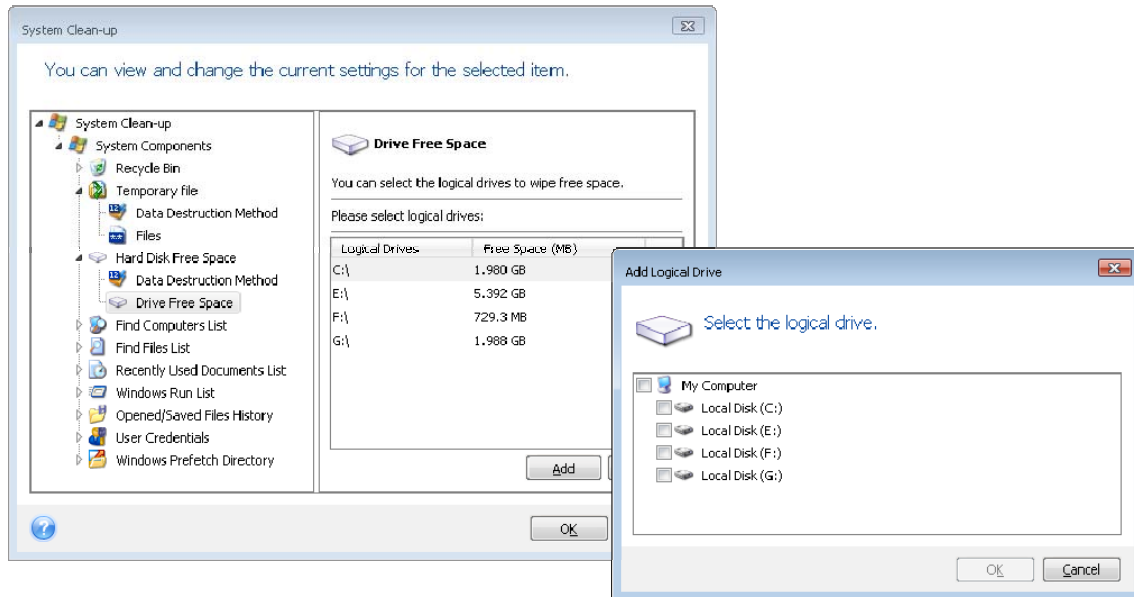 System Clean-up
You can view and change the current settings for the selected item.
System Clean-up
System Components
Recycle Bin
Temporary file
Data Destruction Method
Files
Hard Disk Free Space
Data Destruction Method
Drive Free Space
Find Computers List
Find Files List
Recently Used Documents List
Windows Run List
Opened/Saved Files History
User Credentials
Windows Prefetch Directory
Drive Free Space
You can select the logical drives to wipe free space.
Please select logical drives:
Logical Drives Free Space (MB)
C:\ 1.980 GB
E:\ 5.392 GB
F:\ 729.3 MB
G:\ 1.988 GB
Add
OK
Add Logical Drive
Select the logical drive.
My Computer
Local Disk (C:)
Local Disk (E:)
Local Disk (F:)
Local Disk (G:)
OK Cancel